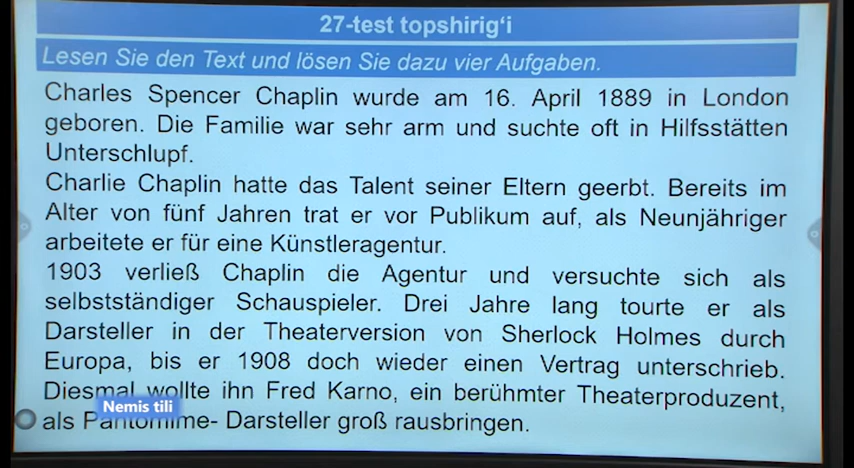 27-test topshirig‘i
Lesen Sie den Text und lösen Sie dazu vier Aufgaben.
Charles Spencer Chaplin wurde am 16. April 1889 in London
geboren. Die Familie war sehr arm und suchte oft in Hilfsstätten
Unterschlupf.
Charlie Chaplin hatte das Talent seiner Eltern geerbt. Bereits im
Alter von fünf Jahren trat er vor Publikum auf, als Neunjähriger
arbeitete er für eine Künstleragentur.
1903 verließ Chaplin die Agentur und versuchte sich als
selbstständiger Schauspieler. Drei Jahre lang tourte er als
Darsteller in der Theaterversion von Sherlock Holmes durch
Europa, bis er 1908 doch wieder einen Vertrag unterschrieb.
Diesmal wollte ihn Fred Karno, ein berühmter Theaterproduzent,
Nemis tili
als Pantomime- Darsteller groß rausbringen.